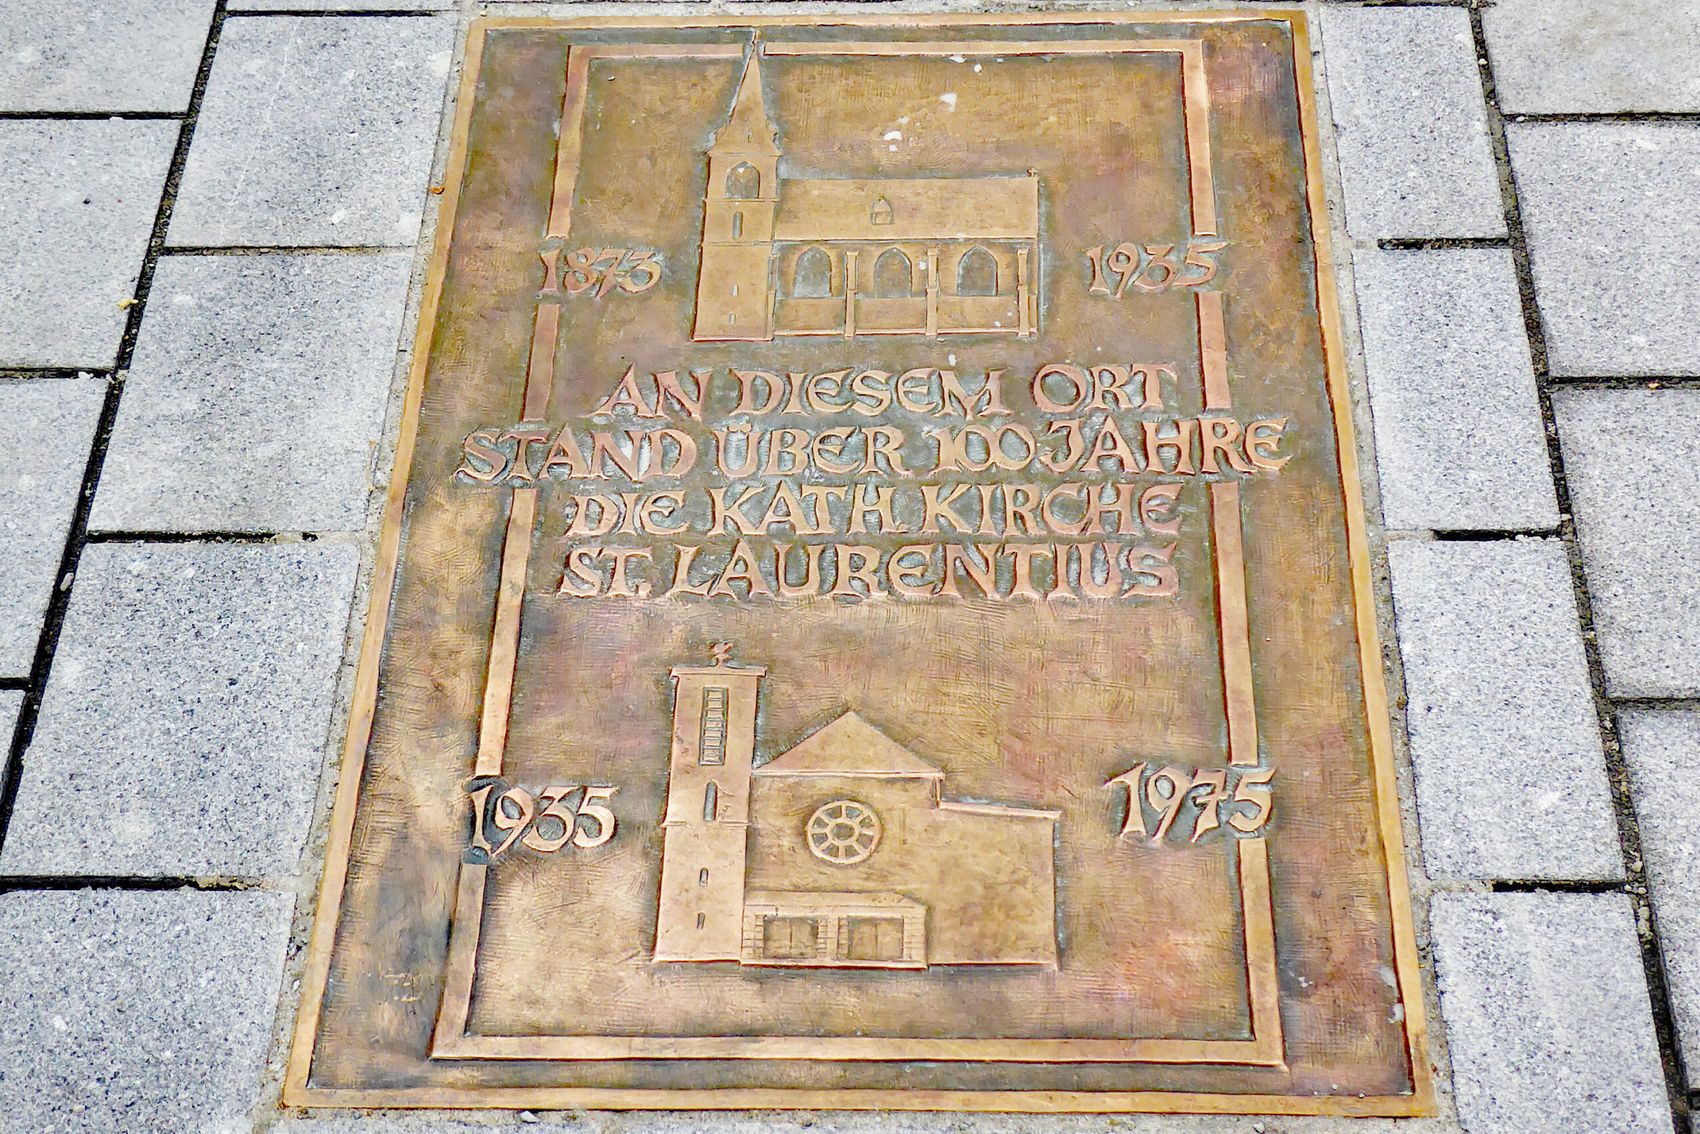 1873 1935
AN DIESEM ORT
STAND ÜBER 100 JAHRE
DIE KATH. KIRCHE
ST. LAURENTIUS
1935 1975